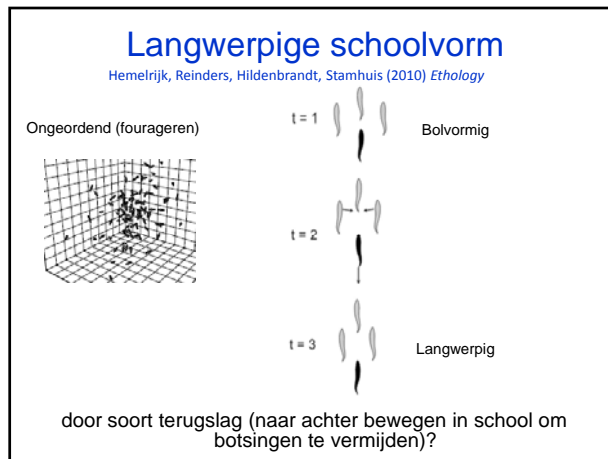 Langwerpige schoolvorm
Hemelrijk, Reinders, Hildenbrandt, Stamhuis (2010) Ethology
Ongeordend (fourageren)
t = 1
Bolvormig
t = 2
t = 3
Langwerpig
door soort terugslag (naar achter bewegen in school om
botsingen te vermijden)?